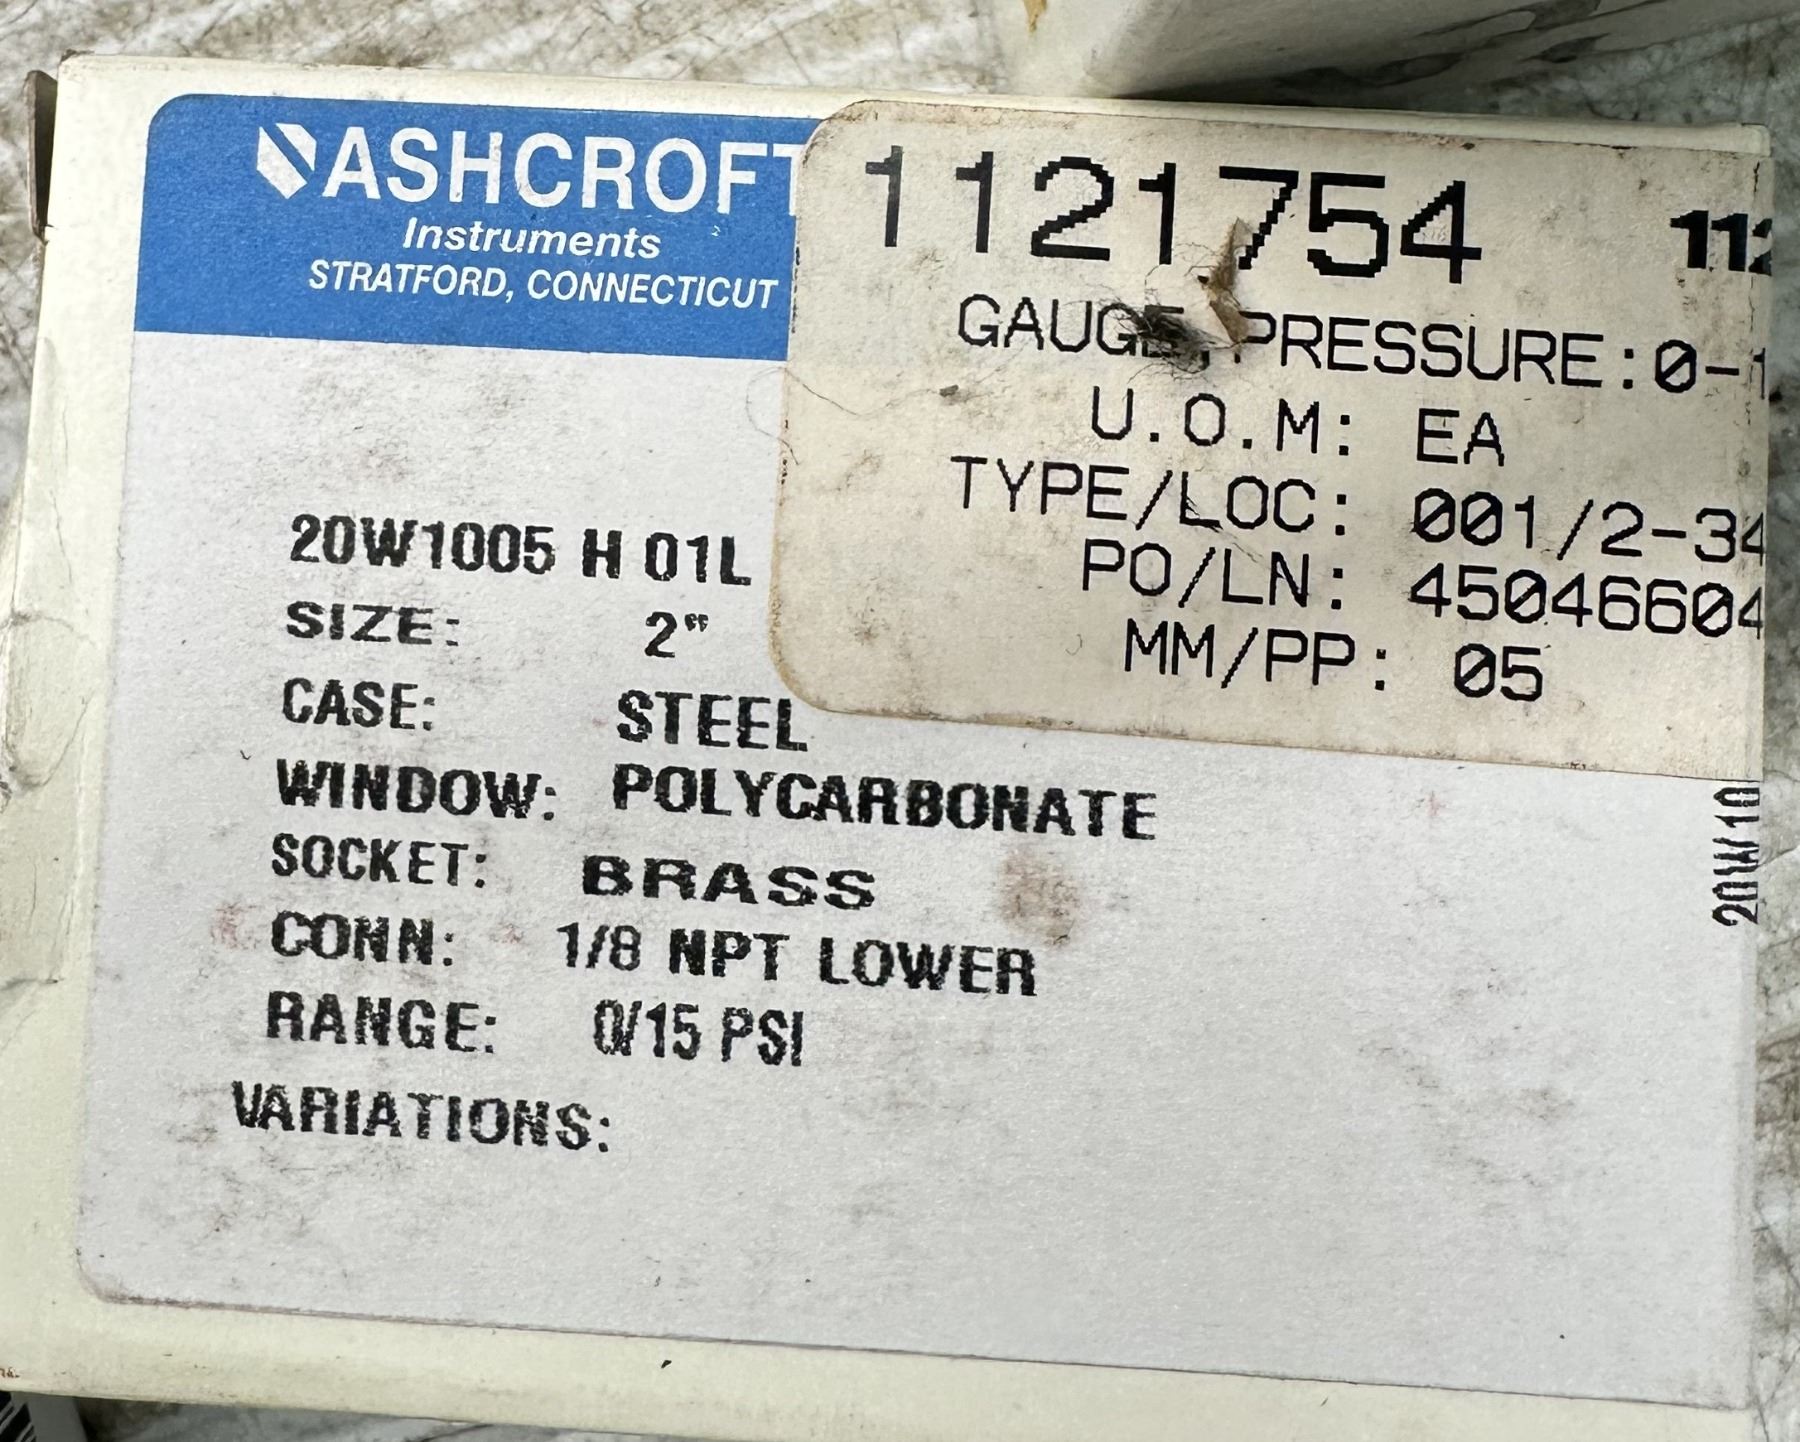 ASHCROFT
Instruments
STRATFORD, CONNECTICUT
1121754
112
GAUGE,PRESSURE:0-1
U.O.M: EA
TYPE/LOC: 001/2-34
PO/LN: 45046604
MM/PP: 05
20W1005 H 01L
SIZE: 2"
CASE: STEEL
WINDOW: POLYCARBONATE
SOCKET: BRASS
CONN: 1/8 NPT LOWER
RANGE: 0/15 PSI
VARIATIONS:
20W10